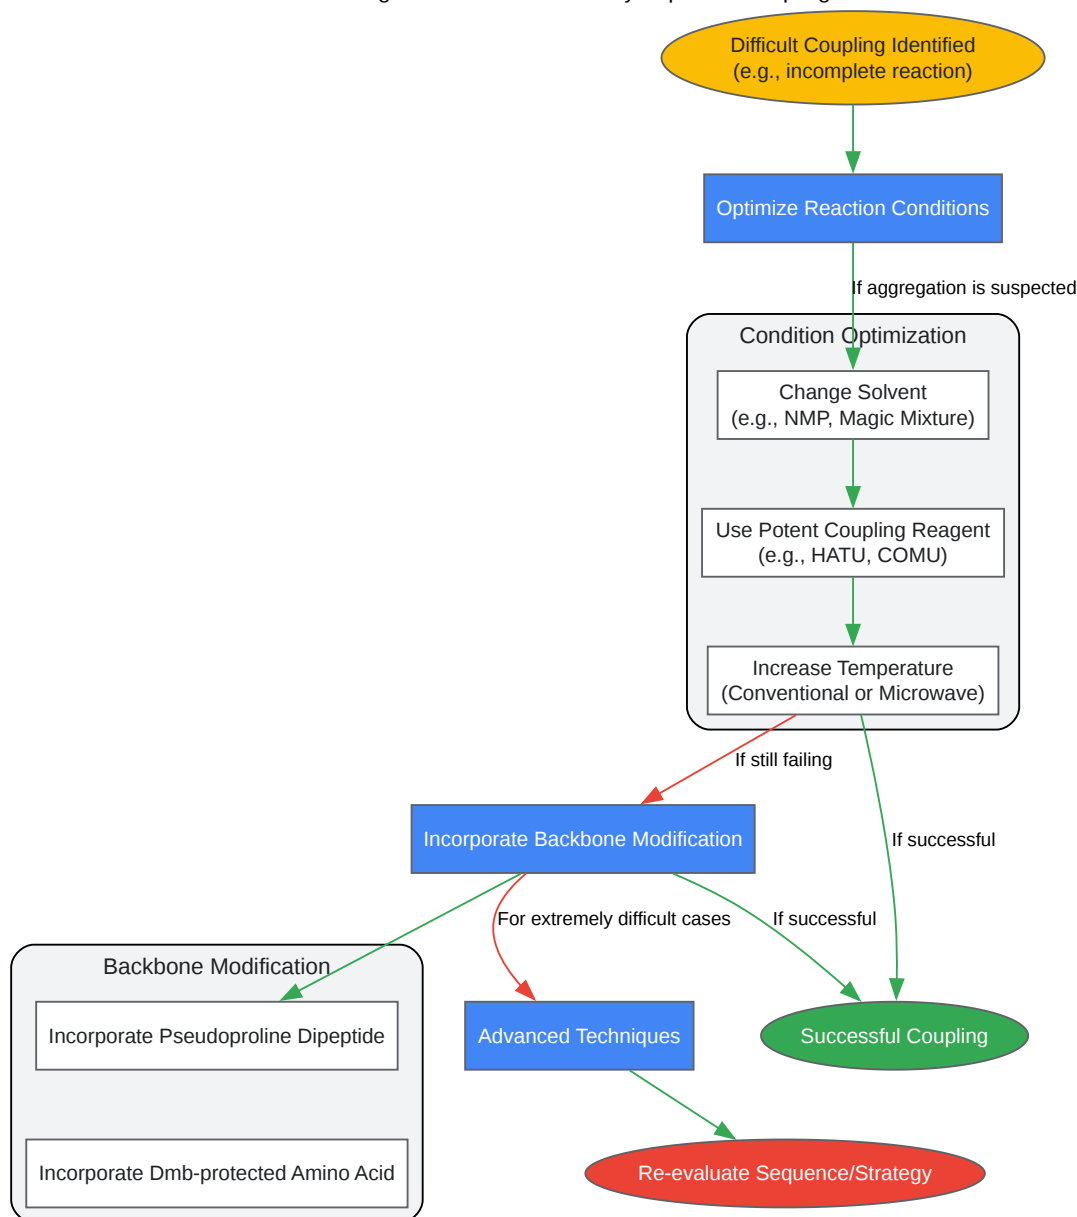 Difficult Coupling Identified
(e.g., incomplete reaction)
Optimize Reaction Conditions
If aggregation is suspected
Condition Optimization
Change Solvent
(e.g., NMP, Magic Mixture)
Use Potent Coupling Reagent
(e.g., HATU, COMU)
Increase Temperature
(Conventional or Microwave)
If still failing
If successful
Incorporate Backbone Modification
For extremely difficult cases
If successful
Backbone Modification
Incorporate Pseudoproline Dipeptide
Advanced Techniques
Successful Coupling
Incorporate Dmb-protected Amino Acid
Re-evaluate Sequence/Strategy